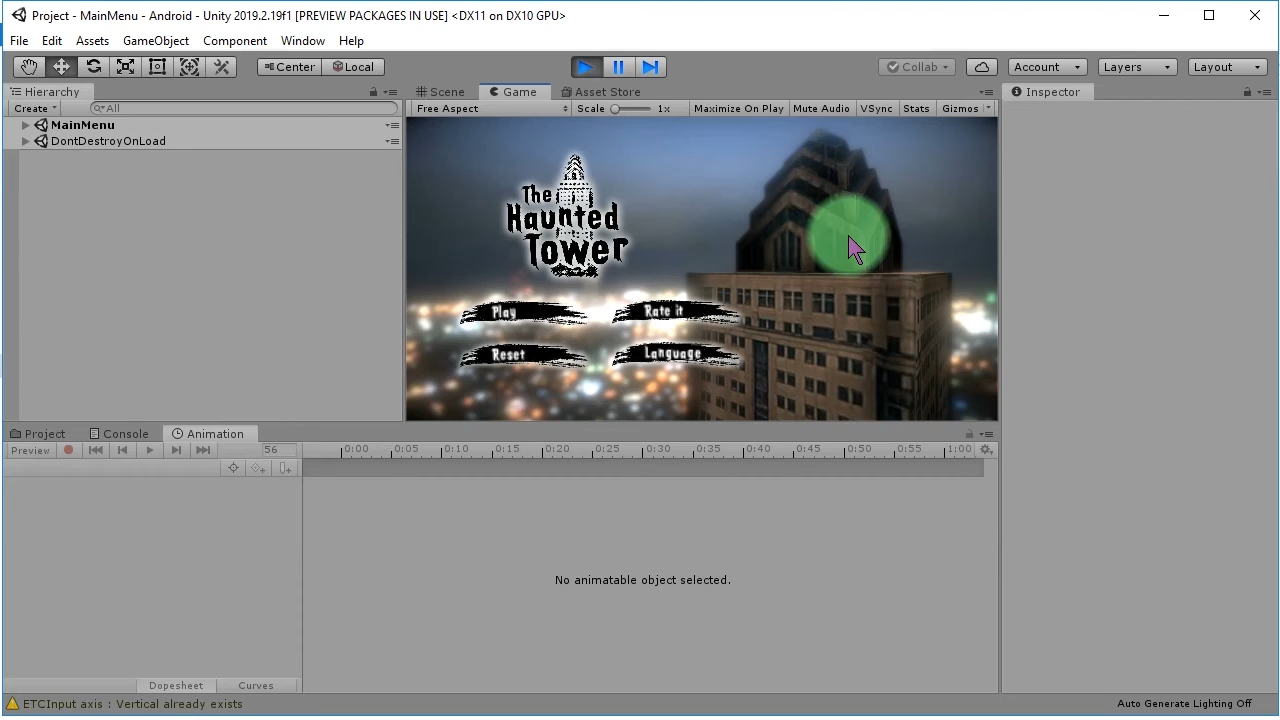 Project - MainMenu - Android - Unity 2019.2.19f1 [PREVIEW PACKAGES IN USE] <DX11 on DX10 GPU>
File Edit Assets GameObject Component Window Help
Center Local Collab Account Layers Layout
Hierarchy Scene Game Asset Store Inspector
Create All Free Aspect Scale 1x Maximize On Play Mute Audio VSync Stats Gizmos
MainMenu
DontDestroyOnLoad
The
Haunted
Tower
Play Rate it
Reset Language
Project Console Animation
Preview 56 0:00 0:05 0:10 0:15 0:20 0:25 0:30 0:35 0:40 0:45 0:50 0:55 1:00
No animatable object selected.
Dopesheet Curves
ETCInput axis : Vertical already exists Auto Generate Lighting Off